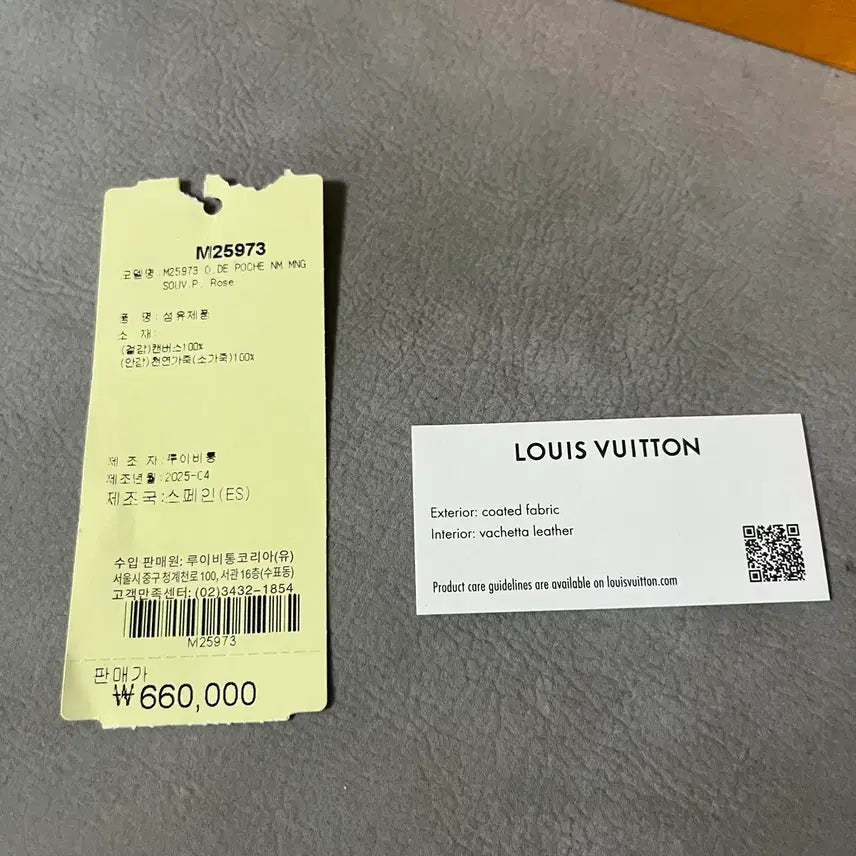 M25973
모델명:M25973 O.DE POCHE NM MNG
SOUV.P. Rose
품 명:섬유제품
소 재:
(겉감)캔버스100%
(안감)천연가죽(소가죽)100%
제 조 자:루이비통
제조년월:2025-04
제조국:스페인(ES)
수입 판매원: 루이비통코리아(유)
서울시 중구 청계천로 100, 서관 16층(수표동)
고객만족센터: (02)3432-1854
M25973
판매가
₩660,000
LOUIS VUITTON
Exterior: coated fabric
Interior: vachetta leather
Product care guidelines are available on louisvuitton.com